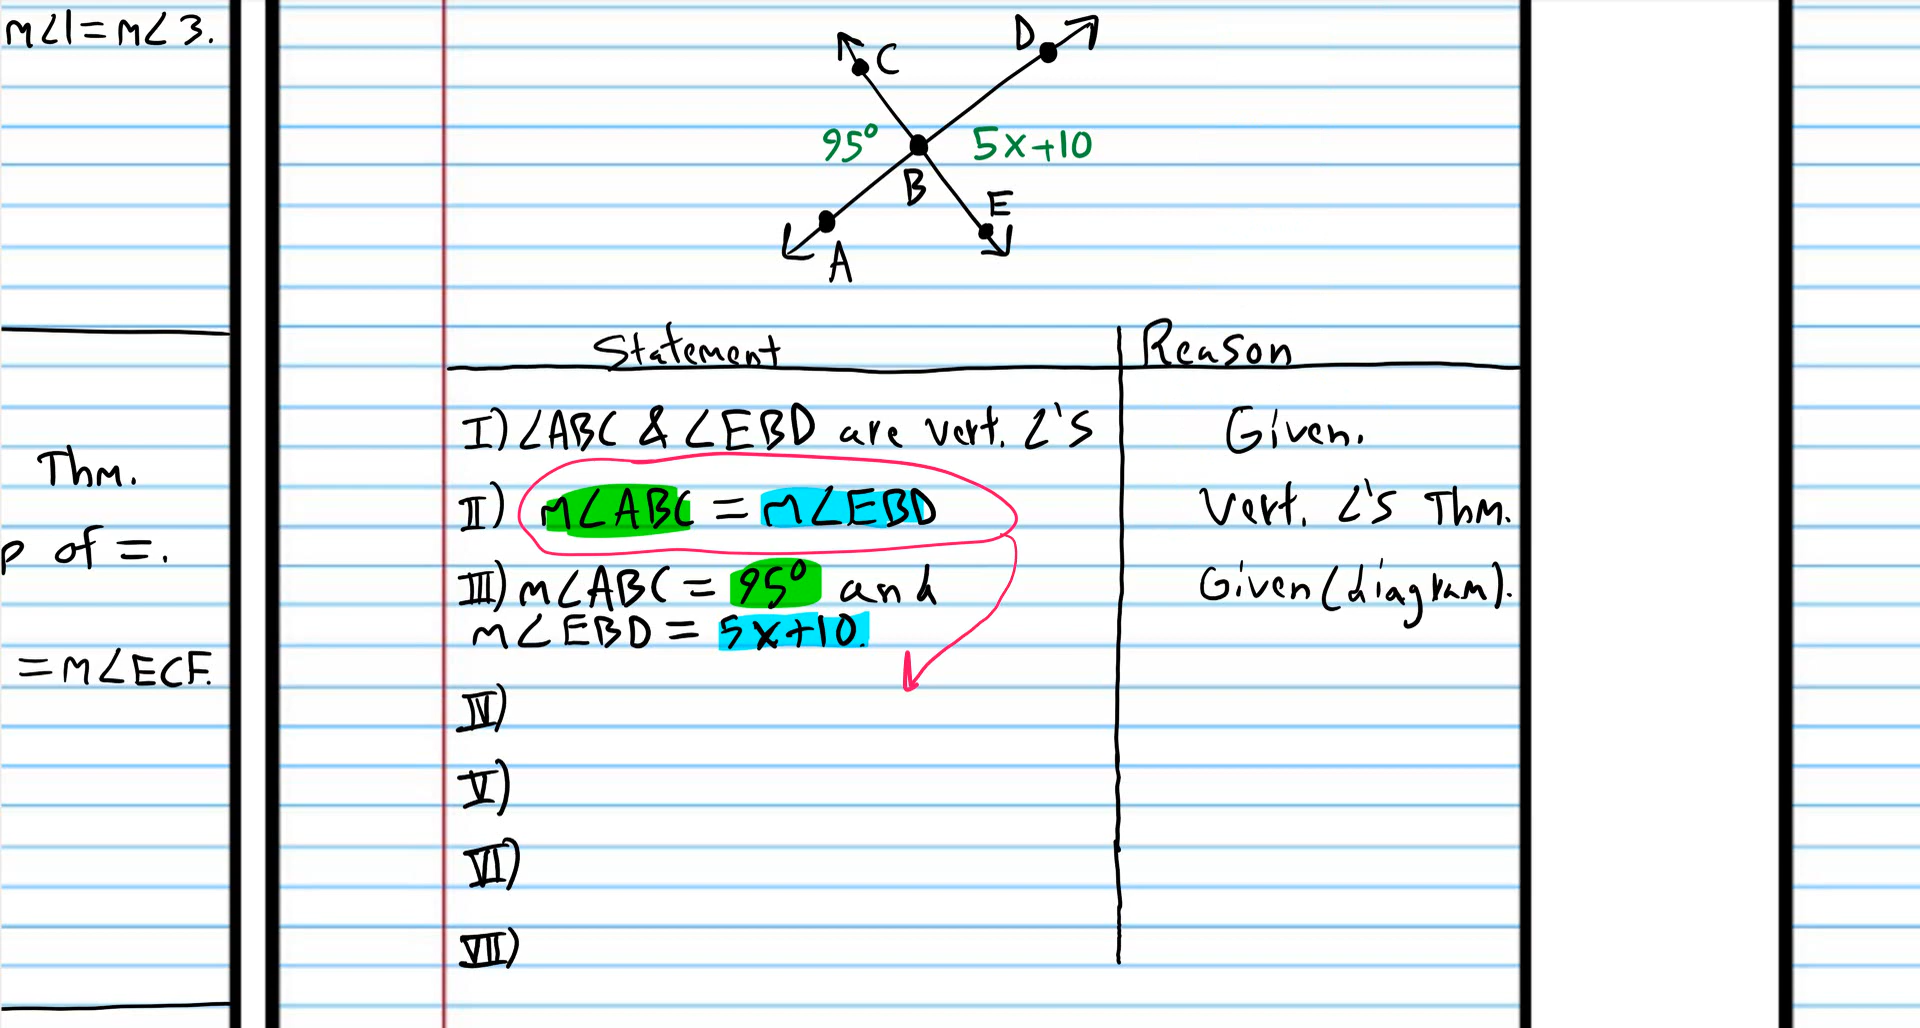 m∠1=m∠3.
Thm.
p of =.
=m∠ECF.
C
D
95°
5x+10
B
E
A
Statement
Reason
I) ∠ABC & ∠EBD are vert. ∠'s
Given.
II) m∠ABC = m∠EBD
Vert. ∠'s Thm.
III) m∠ABC = 95° and
Given (diagram).
m∠EBD = 5x+10.
IV)
V)
VI)
VII)